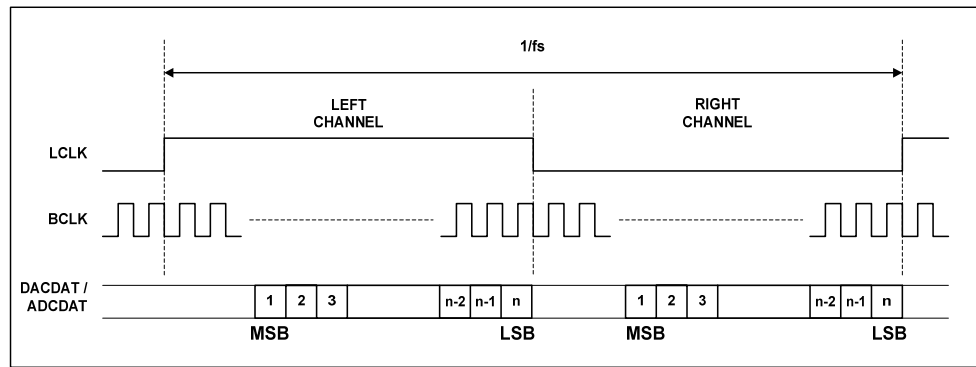 1/fs
LEFT
CHANNEL
RIGHT
CHANNEL
LCLK
BCLK
DACDAT /
ADCDAT
1 2 3 n-2 n-1 n 1 2 3 n-2 n-1 n
MSB LSB MSB LSB